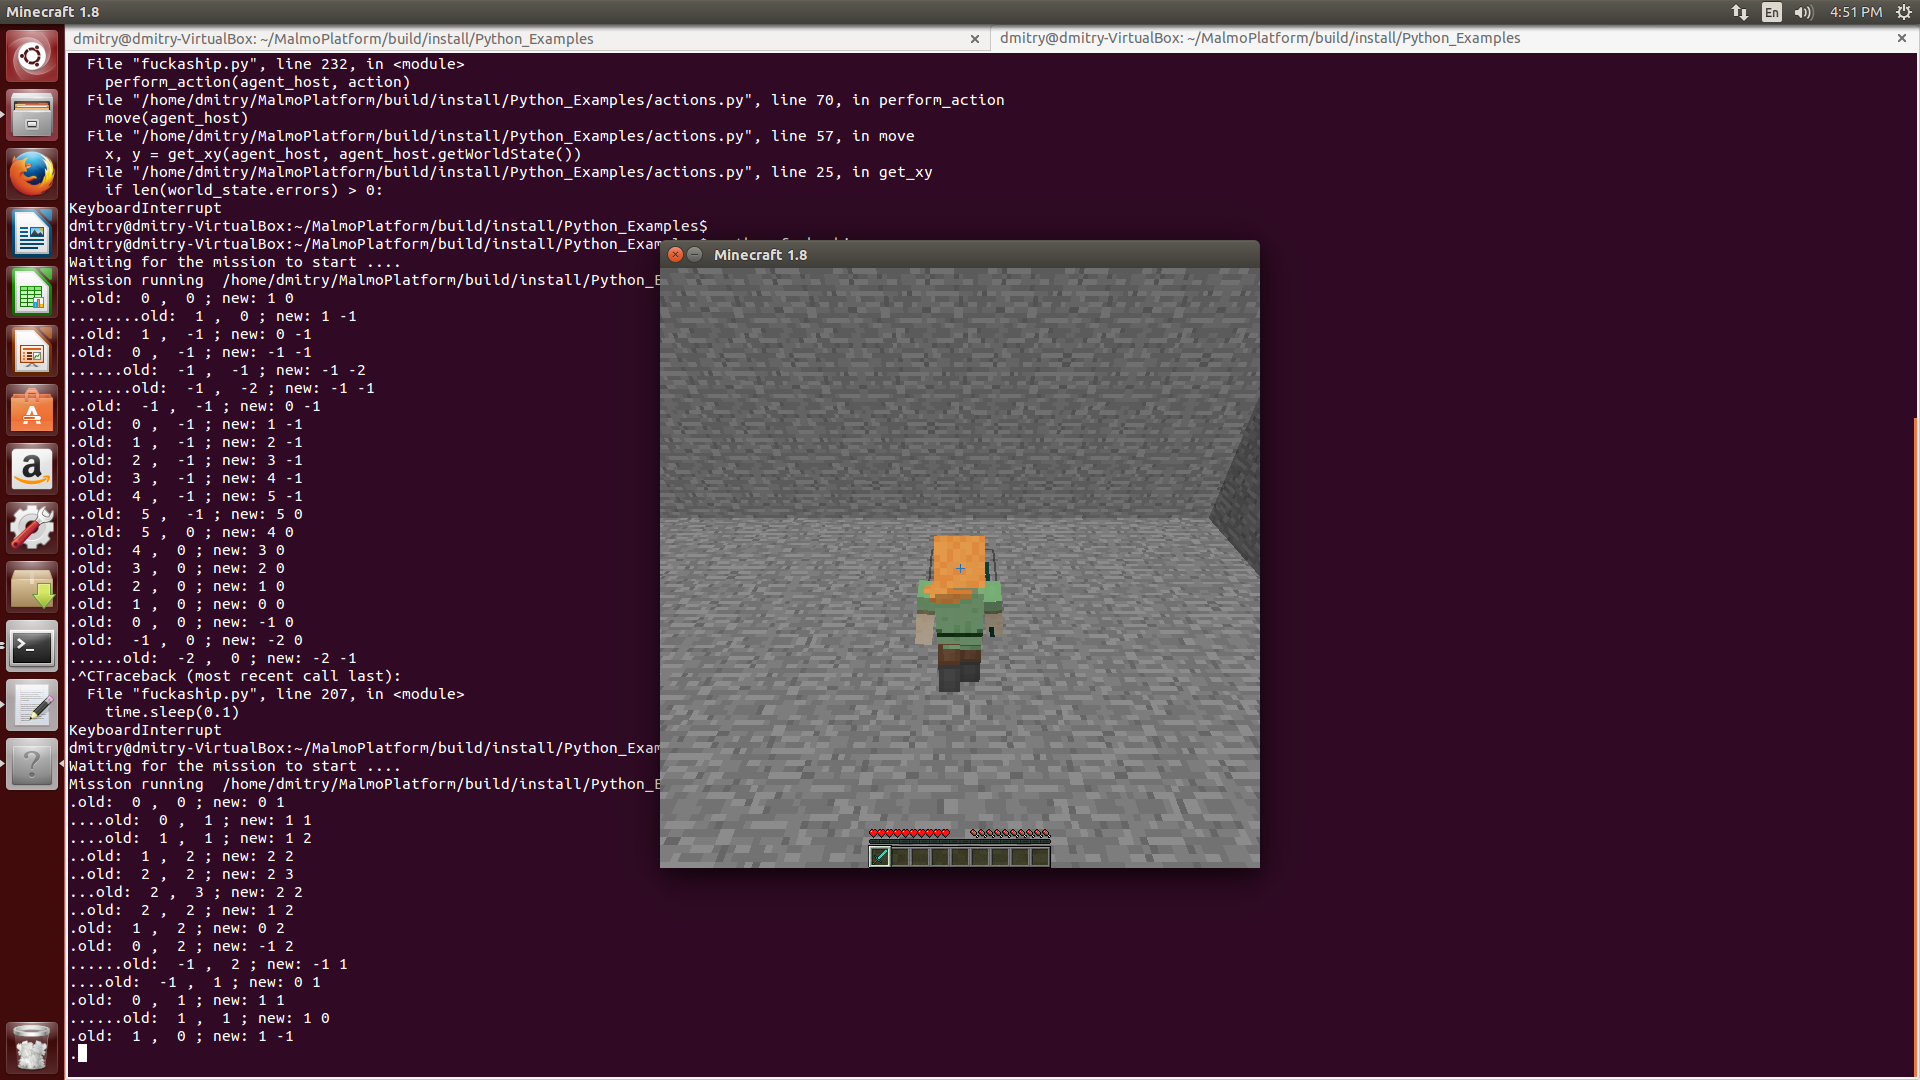 Minecraft 1.8
En
4:51 PM
dmitry@dmitry-VirtualBox: ~/MalmoPlatform/build/install/Python_Examples
dmitry@dmitry-VirtualBox: ~/MalmoPlatform/build/install/Python_Examples
File "fuckaship.py", line 232, in <module>
perform_action(agent_host, action)
File "/home/dmitry/MalmoPlatform/build/install/Python_Examples/actions.py", line 70, in perform_action
move(agent_host)
File "/home/dmitry/MalmoPlatform/build/install/Python_Examples/actions.py", line 57, in move
x, y = get_xy(agent_host, agent_host.getWorldState())
File "/home/dmitry/MalmoPlatform/build/install/Python_Examples/actions.py", line 25, in get_xy
if len(world_state.errors) > 0:
KeyboardInterrupt
dmitry@dmitry-VirtualBox:~/MalmoPlatform/build/install/Python_Examples$
dmitry@dmitry-VirtualBox:~/MalmoPlatform/build/install/Python_Exam
Waiting for the mission to start ....
Mission running  /home/dmitry/MalmoPlatform/build/install/Python_E
..old:  0 ,  0 ; new: 1 0
........old:  1 ,  0 ; new: 1 -1
..old:  1 ,  -1 ; new: 0 -1
.old:  0 ,  -1 ; new: -1 -1
......old:  -1 ,  -1 ; new: -1 -2
.......old:  -1 ,  -2 ; new: -1 -1
..old:  -1 ,  -1 ; new: 0 -1
.old:  0 ,  -1 ; new: 1 -1
.old:  1 ,  -1 ; new: 2 -1
.old:  2 ,  -1 ; new: 3 -1
.old:  3 ,  -1 ; new: 4 -1
.old:  4 ,  -1 ; new: 5 -1
..old:  5 ,  -1 ; new: 5 0
..old:  5 ,  0 ; new: 4 0
.old:  4 ,  0 ; new: 3 0
.old:  3 ,  0 ; new: 2 0
.old:  2 ,  0 ; new: 1 0
.old:  1 ,  0 ; new: 0 0
.old:  0 ,  0 ; new: -1 0
.old:  -1 ,  0 ; new: -2 0
......old:  -2 ,  0 ; new: -2 -1
.^CTraceback (most recent call last):
File "fuckaship.py", line 207, in <module>
time.sleep(0.1)
KeyboardInterrupt
dmitry@dmitry-VirtualBox:~/MalmoPlatform/build/install/Python_Exam
Waiting for the mission to start ....
Mission running  /home/dmitry/MalmoPlatform/build/install/Python_E
.old:  0 ,  0 ; new: 0 1
....old:  0 ,  1 ; new: 1 1
....old:  1 ,  1 ; new: 1 2
..old:  1 ,  2 ; new: 2 2
..old:  2 ,  2 ; new: 2 3
...old:  2 ,  3 ; new: 2 2
..old:  2 ,  2 ; new: 1 2
.old:  1 ,  2 ; new: 0 2
.old:  0 ,  2 ; new: -1 2
......old:  -1 ,  2 ; new: -1 1
....old:  -1 ,  1 ; new: 0 1
.old:  0 ,  1 ; new: 1 1
......old:  1 ,  1 ; new: 1 0
.old:  1 ,  0 ; new: 1 -1
.
Minecraft 1.8